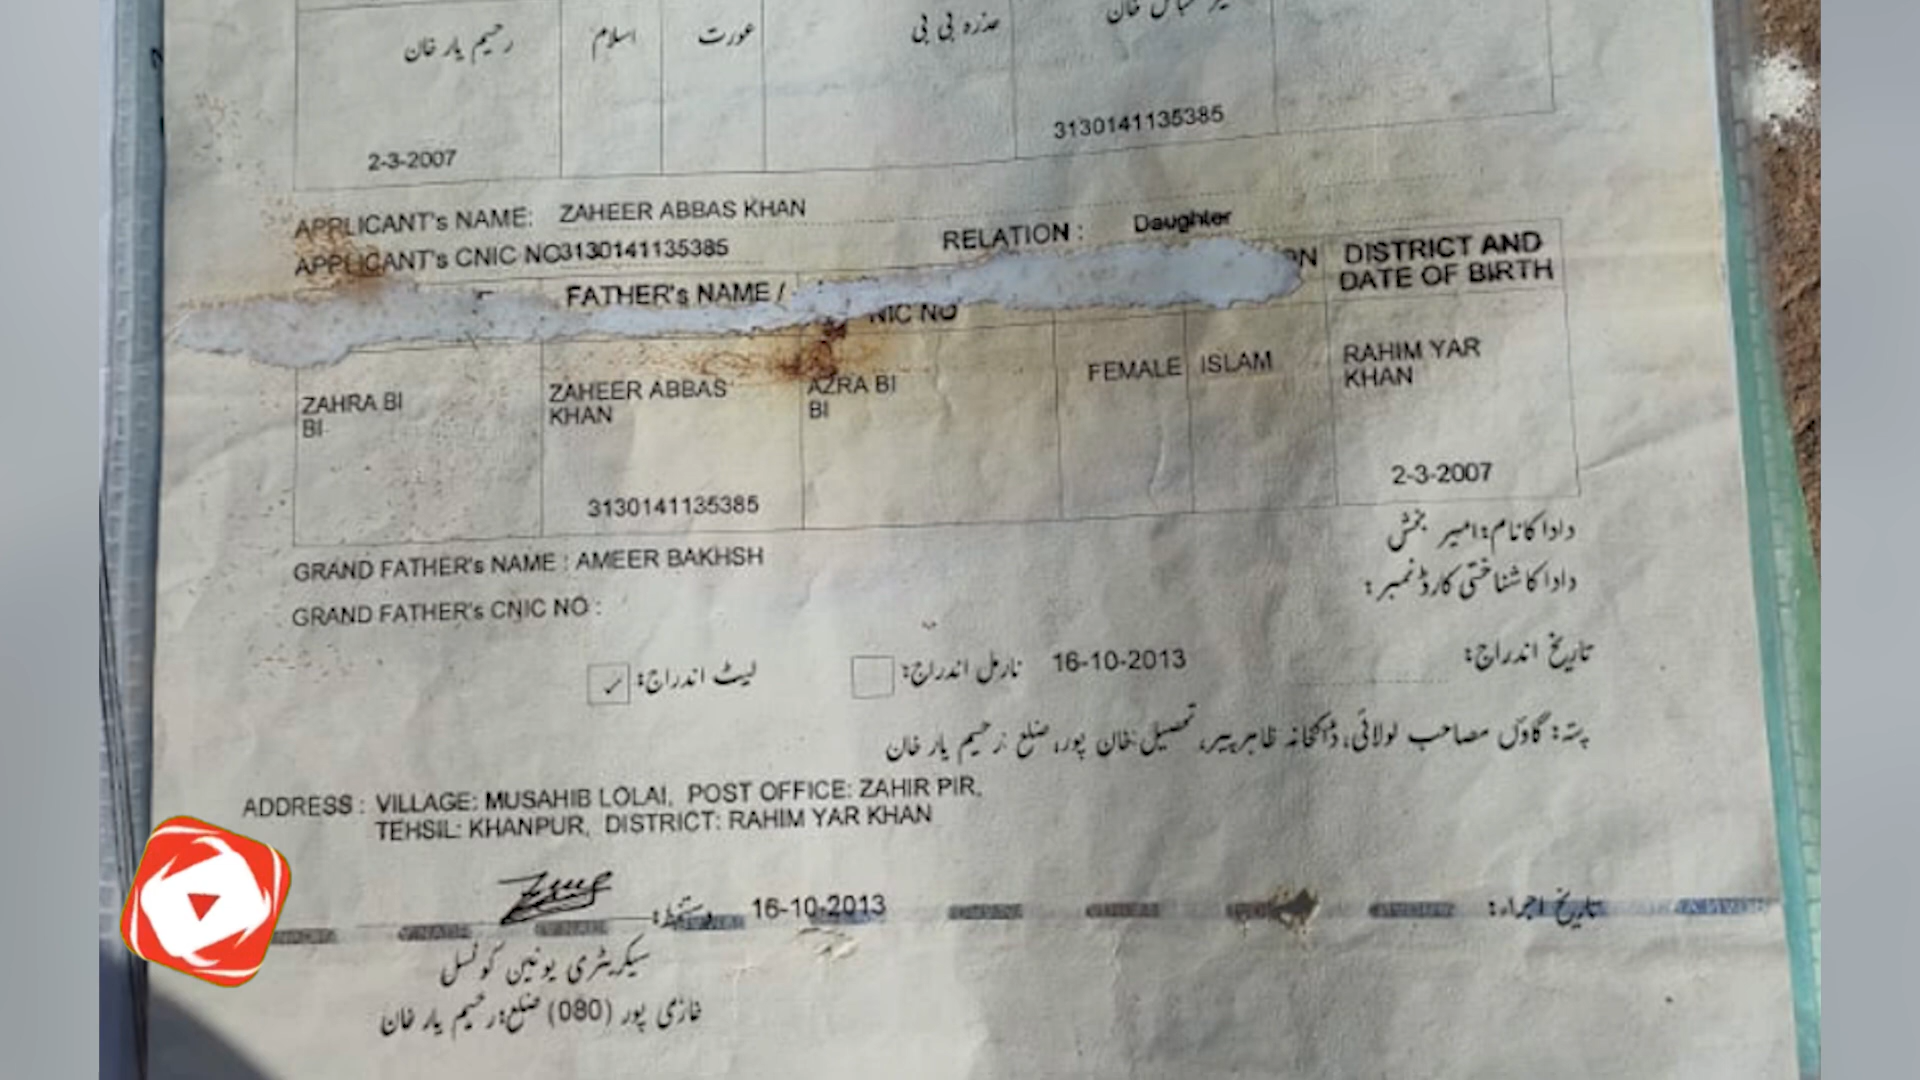 رحیم یار خان اسلام عورت عذرہ بی بی
2-3-2007 3130141135385
APPLICANT's NAME: ZAHEER ABBAS KHAN
APPLICANT's CNIC NO3130141135385 RELATION : Daughter
FATHER's NAME / NIC NO DISTRICT AND
DATE OF BIRTH
ZAHRA BI ZAHEER ABBAS AZRA BI FEMALE ISLAM RAHIM YAR
BI KHAN BI KHAN
3130141135385 2-3-2007
دادا کا نام: امیر بخش
GRAND FATHER's NAME : AMEER BAKHSH
دادا کا شناختی کارڈ نمبر:
GRAND FATHER's CNIC NO :
تاریخ اندراج: 16-10-2013 نارمل اندراج: لیٹ اندراج:
پتہ: گاؤں مصاحب لولائی، ڈاکخانہ ظاہر پیر، تحصیل خان پور، ضلع رحیم یار خان
ADDRESS : VILLAGE: MUSAHIB LOLAI, POST OFFICE: ZAHIR PIR,
TEHSIL: KHANPUR, DISTRICT: RAHIM YAR KHAN
تاریخ اجراء: 16-10-2013 دستخط:
سیکریٹری یونین کونسل
غازی پور (080) ضلع: رحیم یار خان